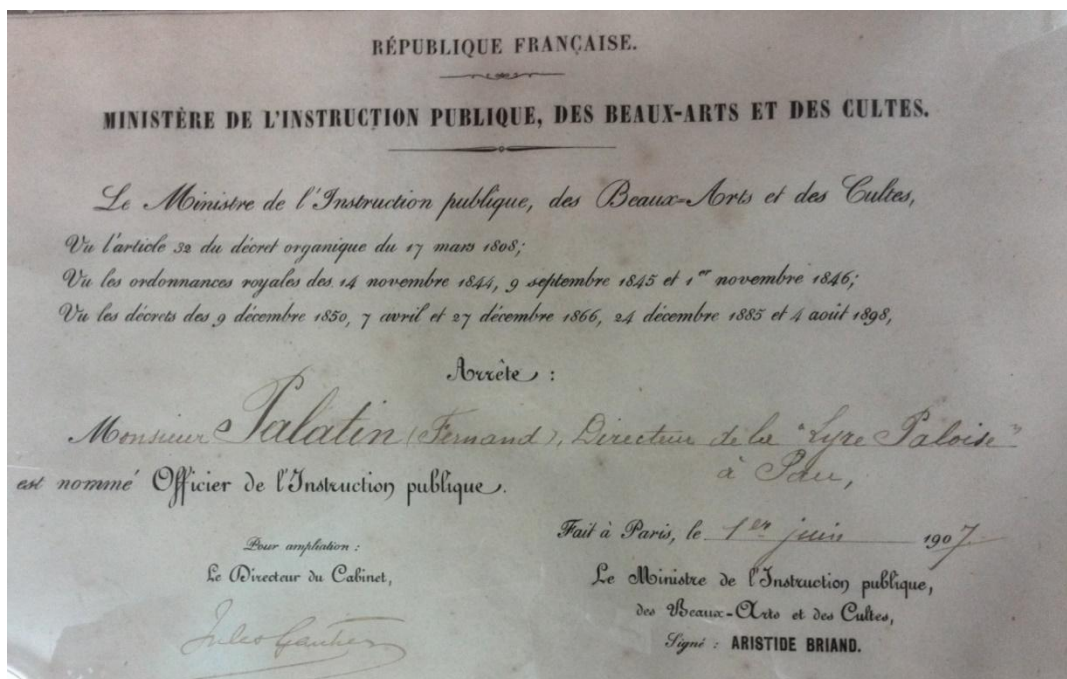 RÉPUBLIQUE FRANÇAISE.
MINISTÈRE DE L'INSTRUCTION PUBLIQUE, DES BEAUX-ARTS ET DES CULTES.
Le Ministre de l'Instruction publique, des Beaux-Arts et des Cultes,
Vu l'article 32 du décret organique du 17 mars 1808;
Vu les ordonnances royales des 14 novembre 1844, 9 septembre 1845 et 1er novembre 1846;
Vu les décrets des 9 décembre 1850, 7 avril et 27 décembre 1866, 24 décembre 1885 et 4 août 1898,
Arrête :
Monsieur Palatin (Fernand), Directeur de la "Lyre Paloise"
à Pau,
est nommé Officier de l'Instruction publique.
Fait à Paris, le 1er juin 1907
Pour ampliation :
Le Directeur du Cabinet,
Jules Gautier
Le Ministre de l'Instruction publique,
des Beaux-Arts et des Cultes,
Signé : ARISTIDE BRIAND.